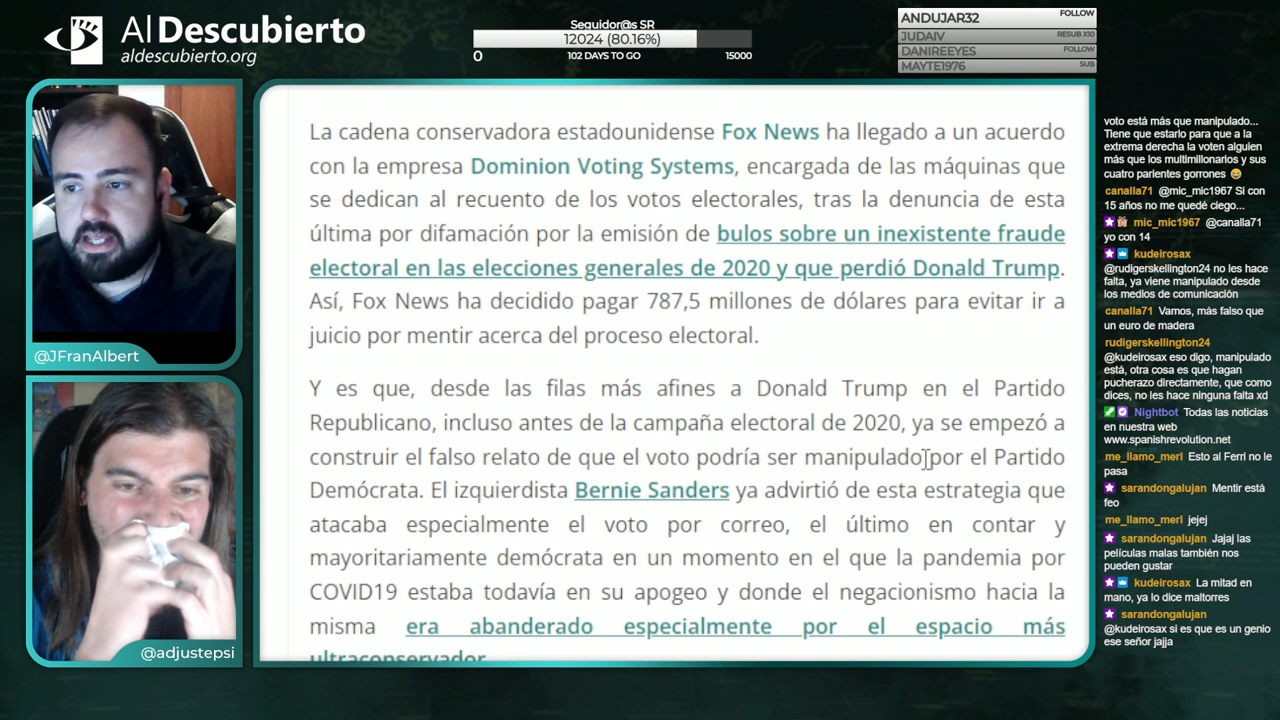 Al Descubierto
aldescubierto.org
Seguidor@s SR
12024 (80.16%)
0
102 DAYS TO GO
15000
ANDUJAR32 FOLLOW
JUDAIV RESUB X10
DANIREEYES FOLLOW
MAYTE1976 SUB
La cadena conservadora estadounidense Fox News ha llegado a un acuerdo
con la empresa Dominion Voting Systems, encargada de las máquinas que
se dedican al recuento de los votos electorales, tras la denuncia de esta
última por difamación por la emisión de bulos sobre un inexistente fraude
electoral en las elecciones generales de 2020 y que perdió Donald Trump.
Así, Fox News ha decidido pagar 787,5 millones de dólares para evitar ir a
juicio por mentir acerca del proceso electoral.
Y es que, desde las filas más afines a Donald Trump en el Partido
Republicano, incluso antes de la campaña electoral de 2020, ya se empezó a
construir el falso relato de que el voto podría ser manipulado por el Partido
Demócrata. El izquierdista Bernie Sanders ya advirtió de esta estrategia que
atacaba especialmente el voto por correo, el último en contar y
mayoritariamente demócrata en un momento en el que la pandemia por
COVID19 estaba todavía en su apogeo y donde el negacionismo hacia la
misma era abanderado especialmente por el espacio más
ultraconservador.
@JFranAlbert
@adjustepsi
voto está más que manipulado...
Tiene que estarlo para que a la
extrema derecha la voten alguien
más que los multimillonarios y sus
cuatro parientes gorrones 😂
canalla71 @mic_mic1967 Si con
15 años no me quedé ciego...
mic_mic1967 @canalla71
yo con 14
kudeirosax
@rudigerskellington24 no les hace
falta, ya viene manipulado desde
los medios de comunicación
canalla71 Vamos, más falso que
un euro de madera
rudigerskellington24
@kudeirosax eso digo, manipulado
está, otra cosa es que hagan
pucherazo directamente, que como
dices, no les hace ninguna falta xd
Nightbot Todas las noticias
en nuestra web
www.spanishrevolution.net
me_llamo_merl Esto al Ferri no le
pasa
sarandongalujan Mentir está
feo
me_llamo_merl jejej
sarandongalujan Jajaj las
películas malas también nos
pueden gustar
kudeirosax La mitad en
mano, ya lo dice maltorres
sarandongalujan
@kudeirosax si es que es un genio
ese señor jajja